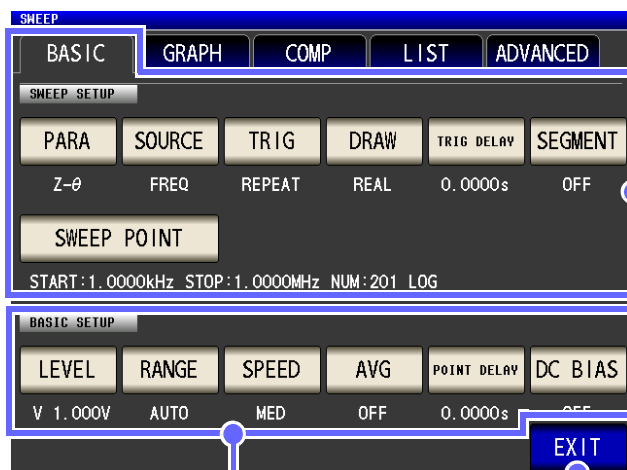 SWEEP
BASIC GRAPH COMP LIST ADVANCED
SWEEP SETUP
PARA SOURCE TRIG DRAW TRIG DELAY SEGMENT
Z-θ FREQ REPEAT REAL 0.0000s OFF
SWEEP POINT
START:1.0000kHz STOP:1.0000MHz NUM:201 LOG
BASIC SETUP
LEVEL RANGE SPEED AVG POINT DELAY DC BIAS
V 1.000V AUTO MED OFF 0.0000s
EXIT